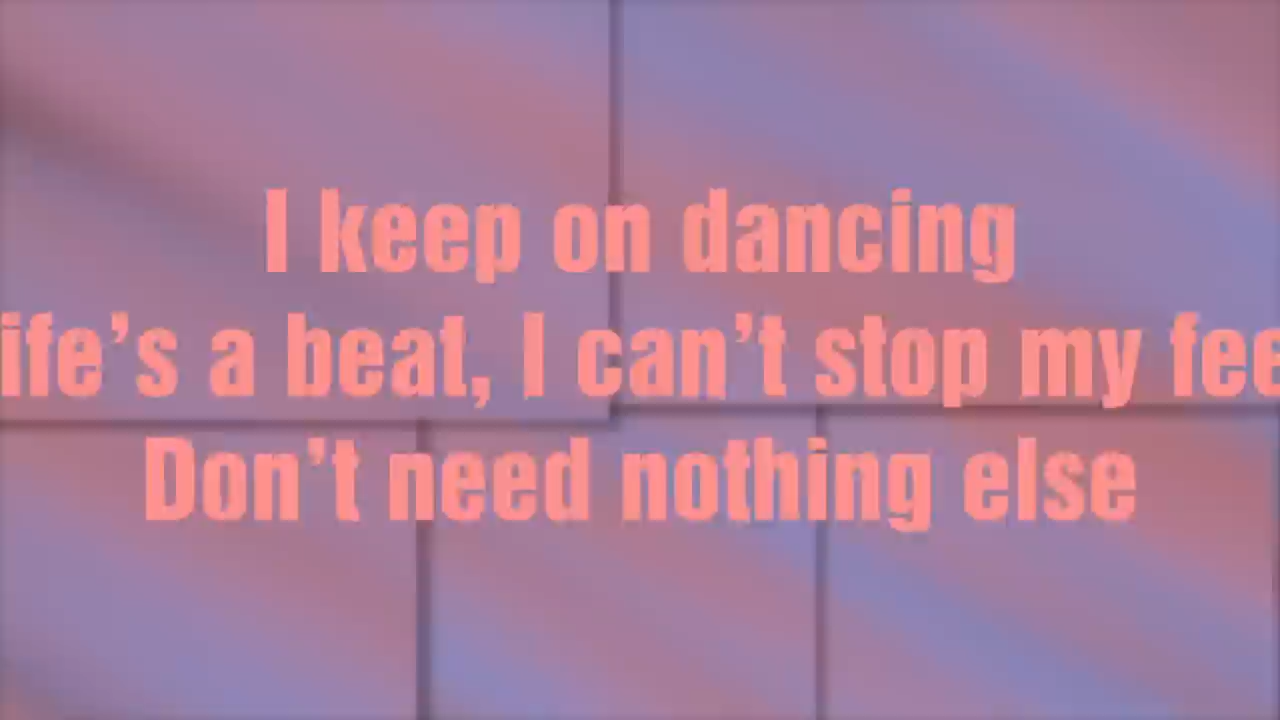 I keep on dancing
ife’s a beat, I can’t stop my fee
Don’t need nothing else